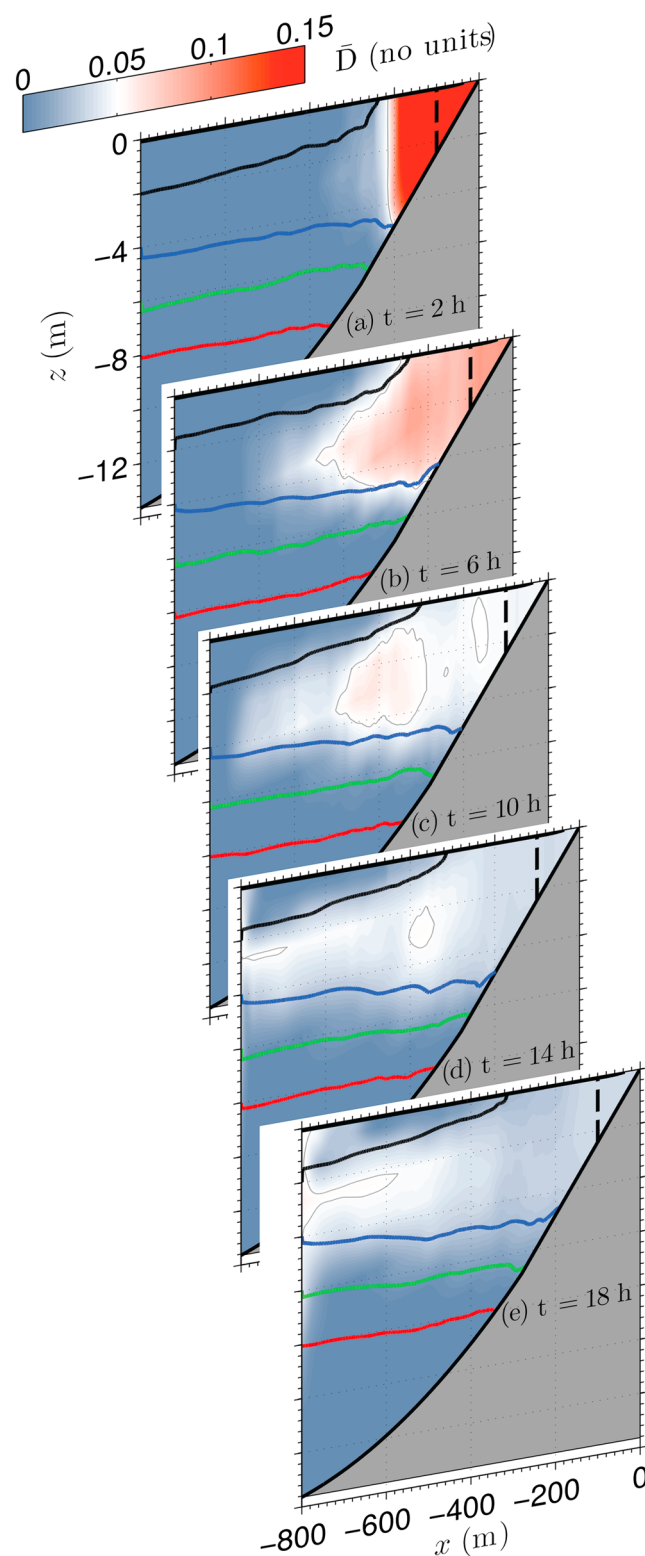 0 0.05 0.1 0.15
D̄ (no units)
0
−4
−8
−12
z (m)
(a) t = 2 h
(b) t = 6 h
(c) t = 10 h
(d) t = 14 h
(e) t = 18 h
−800 −600 −400 −200 0
x (m)